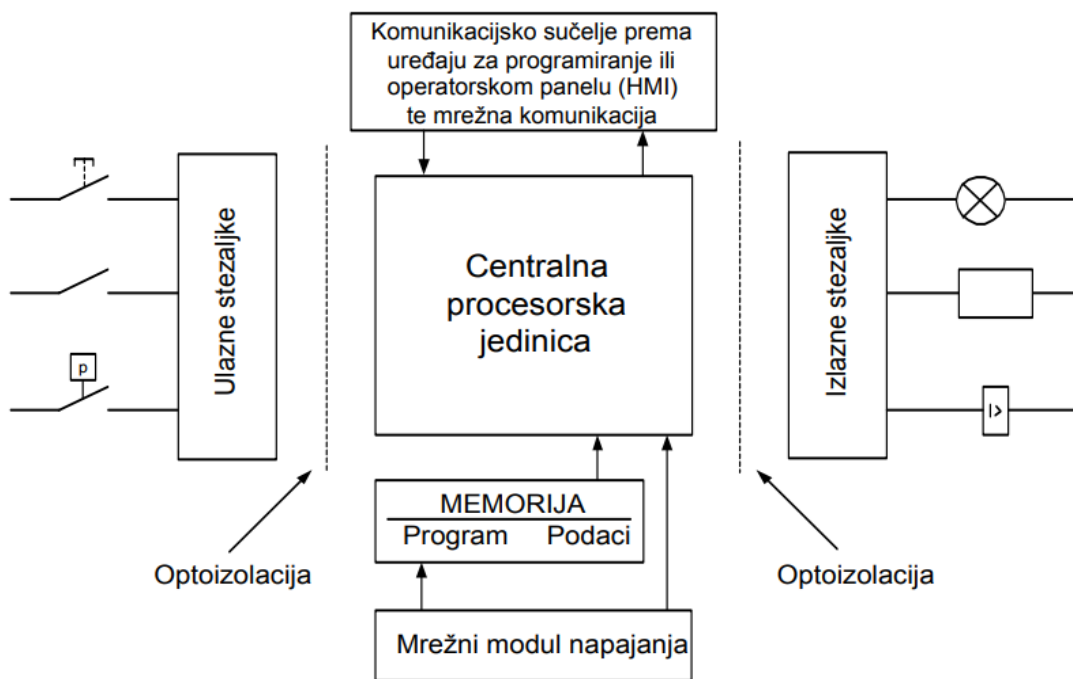 Komunikacijsko sučelje prema
uređaju za programiranje ili
operatorskom panelu (HMI)
te mrežna komunikacija
Ulazne stezaljke
p
Centralna
procesorska
jedinica
Izlazne stezaljke
I>
MEMORIJA
Program Podaci
Optoizolacija
Optoizolacija
Mrežni modul napajanja